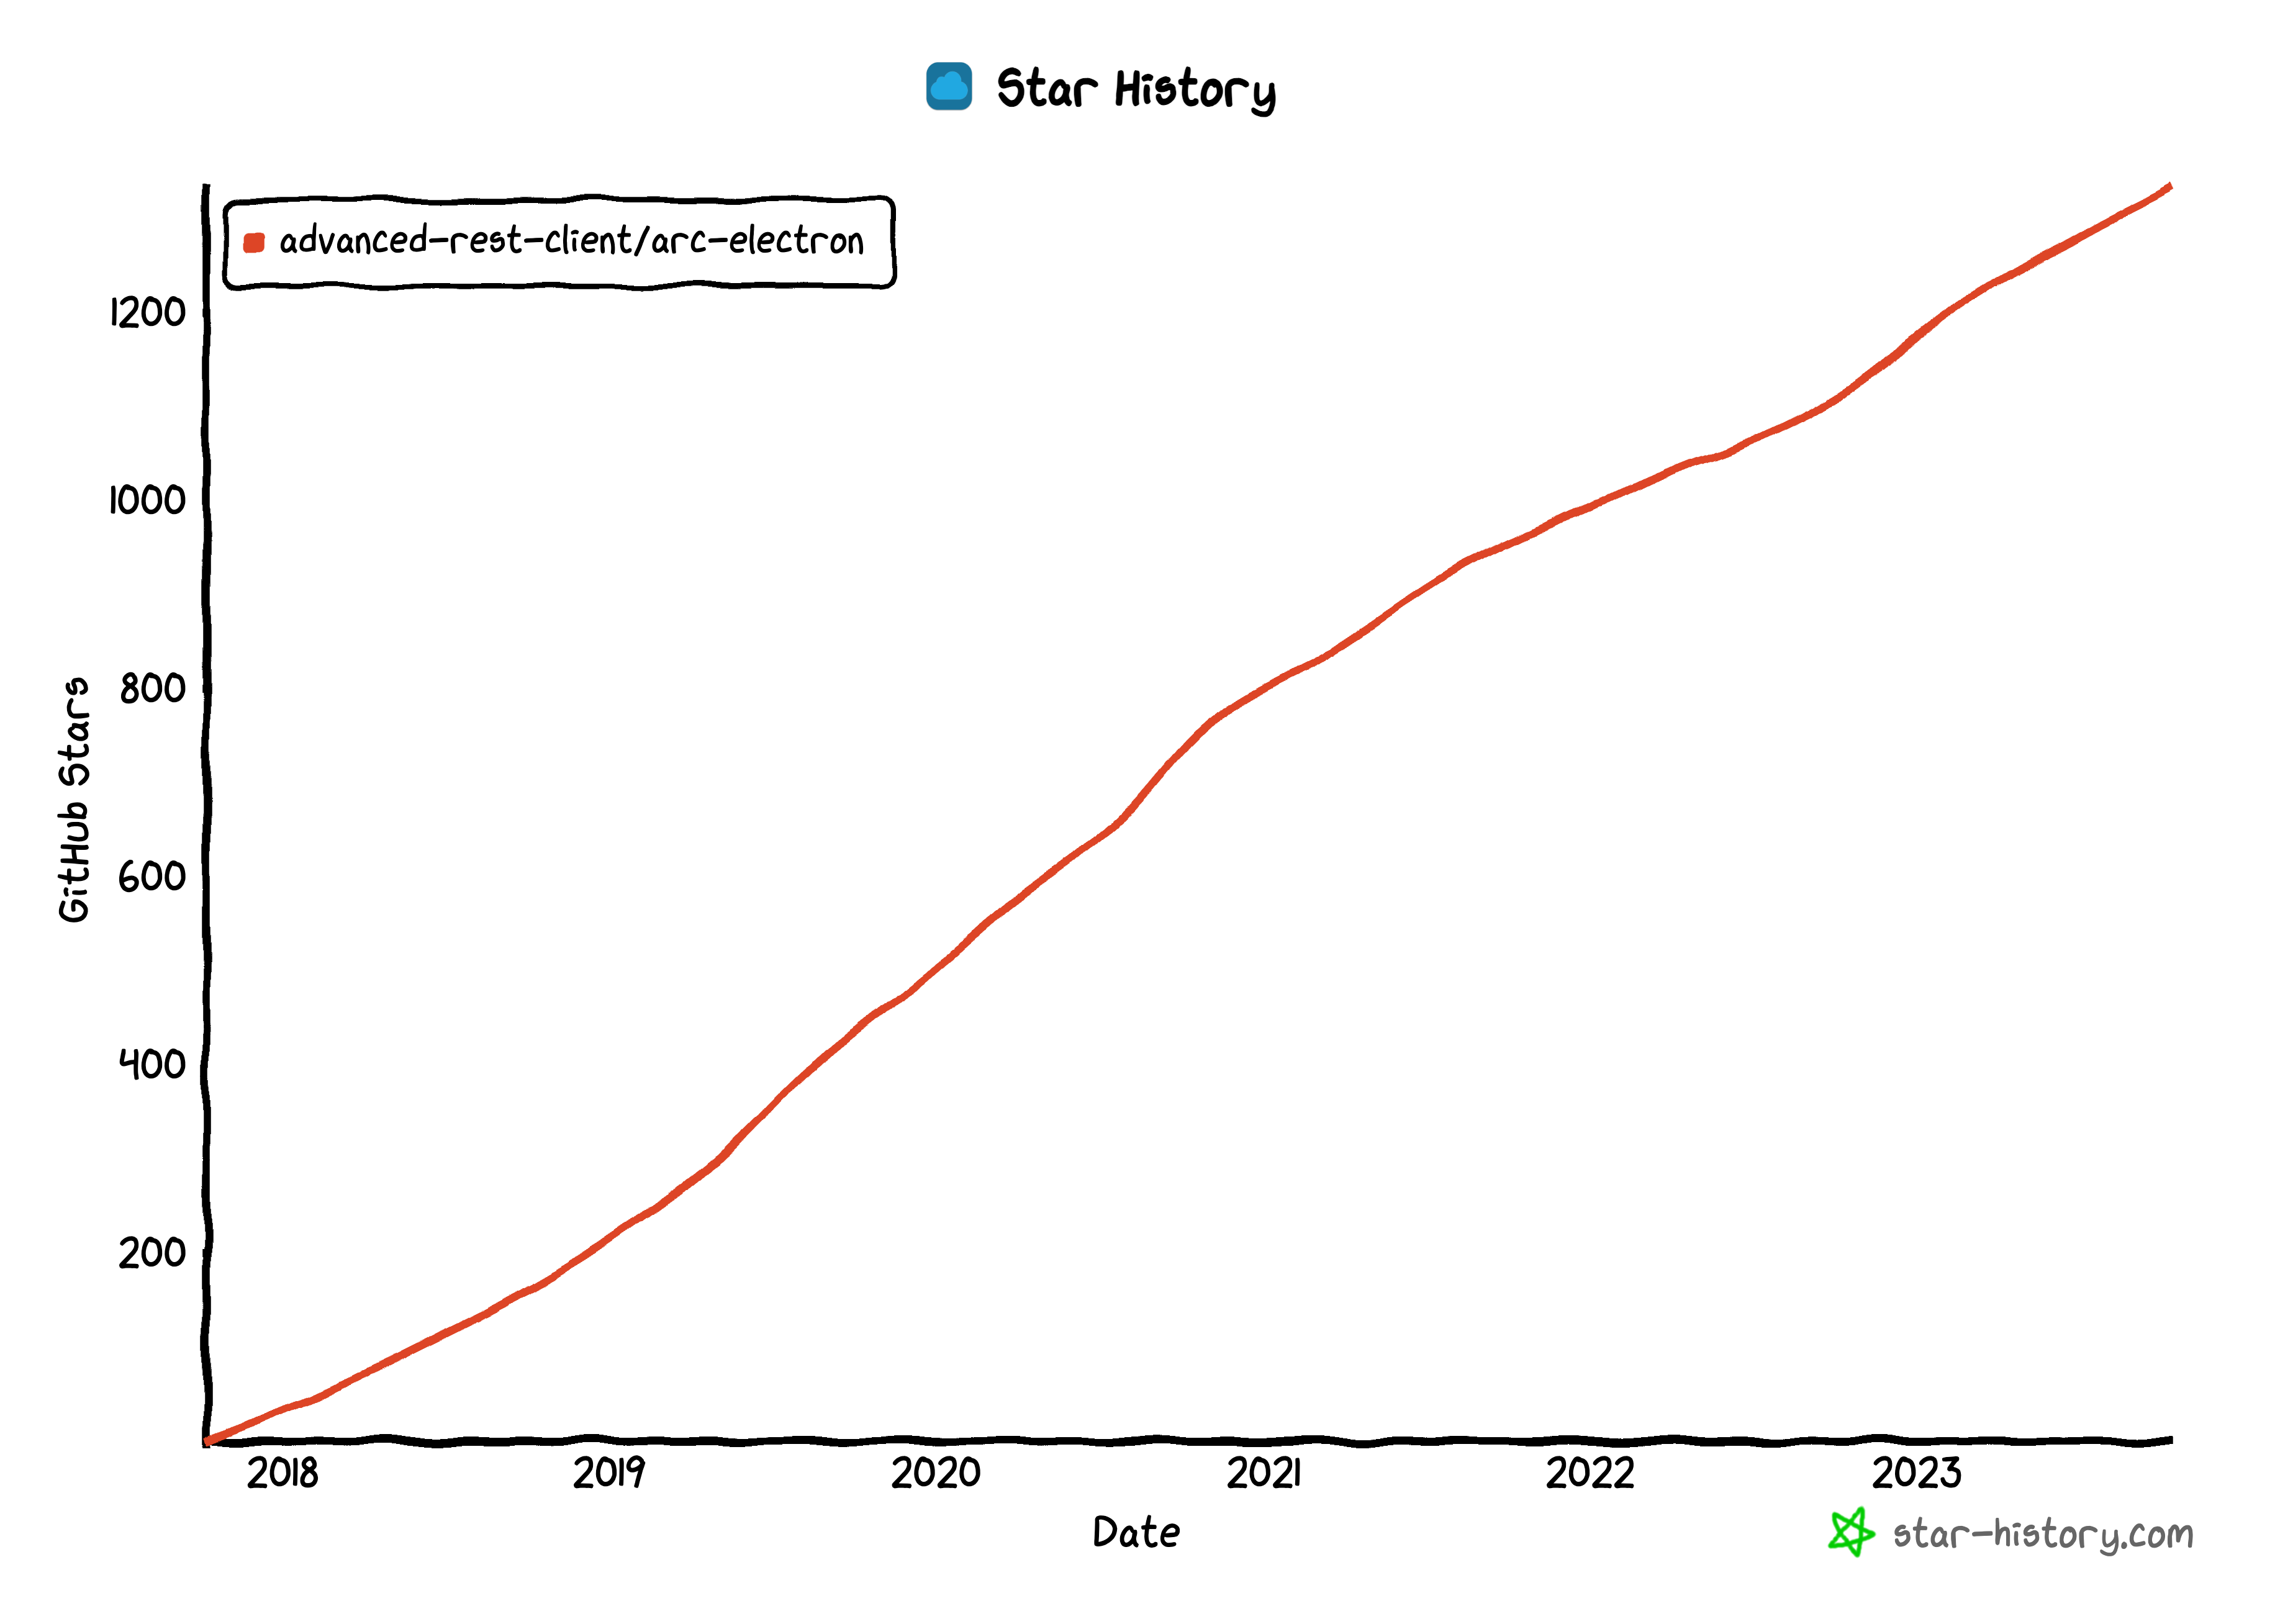 Star History
advanced-rest-client/arc-electron
1200
1000
800
600
400
200
GitHub Stars
2018 2019 2020 2021 2022 2023
Date
star-history.com